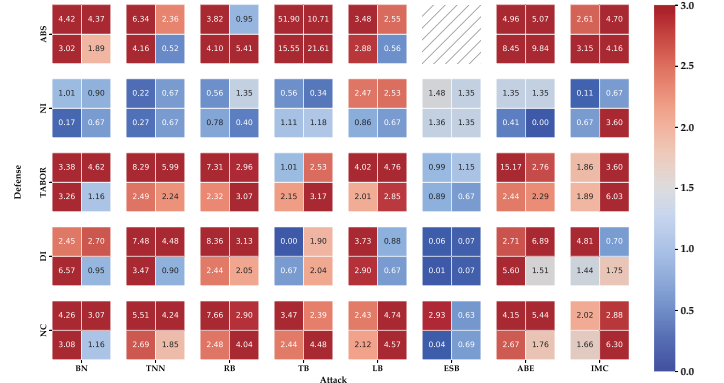 4.42 4.37 6.34 2.36 3.82 0.95 51.90 10.71 3.48 2.55 4.96 5.07 2.61 4.70
ABS
3.02 1.89 4.16 0.52 4.10 5.41 15.55 21.61 2.88 0.56 8.45 9.84 3.15 4.16
1.01 0.90 0.22 0.67 0.56 1.35 0.56 0.34 2.47 2.53 1.48 1.35 1.35 1.35 0.11 0.67
NI
0.17 0.67 0.27 0.67 0.78 0.40 1.11 1.18 0.86 0.67 1.36 1.35 0.41 0.00 0.67 3.60
Defense
3.38 4.62 8.29 5.99 7.31 2.96 1.01 2.53 4.02 4.76 0.99 1.15 15.17 2.76 1.86 3.60
TABOR
3.26 1.16 2.49 2.24 2.32 3.07 2.15 3.17 2.01 2.85 0.89 0.67 2.44 2.29 1.89 6.03
2.45 2.70 7.48 4.48 8.36 3.13 0.00 1.90 3.73 0.88 0.06 0.07 2.71 6.89 4.81 0.70
DI
6.57 0.95 3.47 0.90 2.44 2.05 0.67 2.04 2.90 0.67 0.01 0.07 5.60 1.51 1.44 1.75
4.26 3.07 5.51 4.24 7.66 2.90 3.47 2.39 2.43 4.74 2.93 0.63 4.15 5.44 2.02 2.88
NC
3.08 1.16 2.69 1.85 2.48 4.04 2.44 4.48 2.12 4.57 0.04 0.69 2.67 1.76 1.66 6.30
BN TNN RB TB LB ESB ABE IMC
Attack
3.0
2.5
2.0
1.5
1.0
0.5
0.0